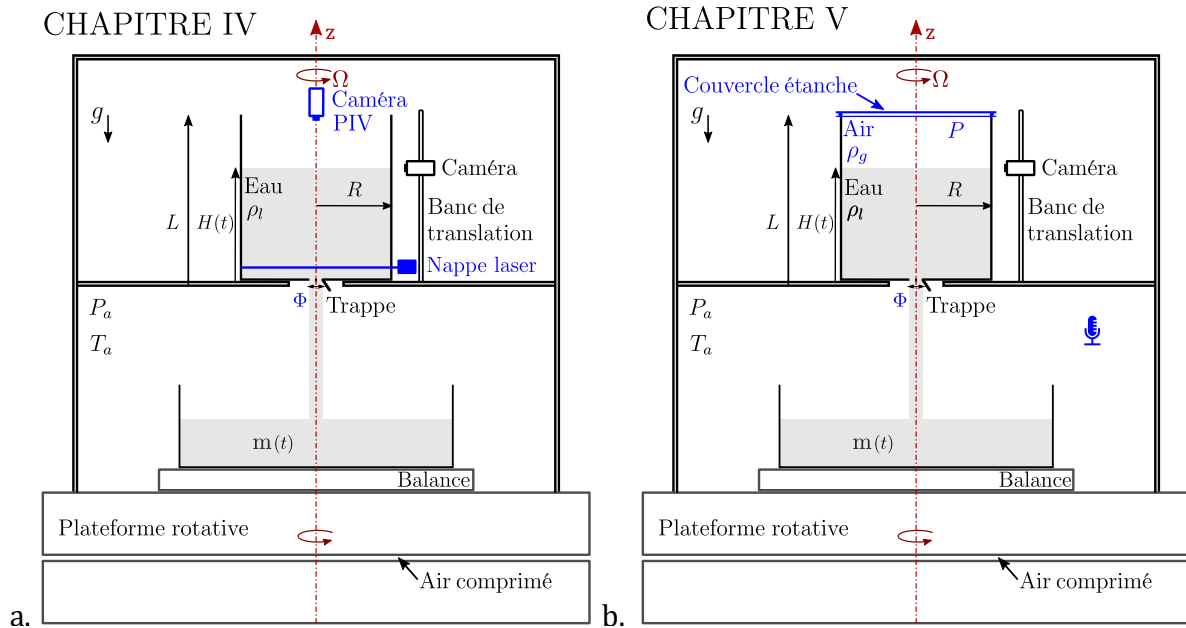 CHAPITRE IV
z
Ω
Caméra
PIV
g
Caméra
Eau
ρl
R
L
H(t)
Banc de
translation
Nappe laser
Φ
Trappe
Pa
Ta
m(t)
Balance
Plateforme rotative
Air comprimé
a.
CHAPITRE V
z
Ω
Couvercle étanche
g
Air
P
ρg
Caméra
Eau
ρl
R
L
H(t)
Banc de
translation
Φ
Trappe
Pa
Ta
m(t)
Balance
Plateforme rotative
Air comprimé
b.